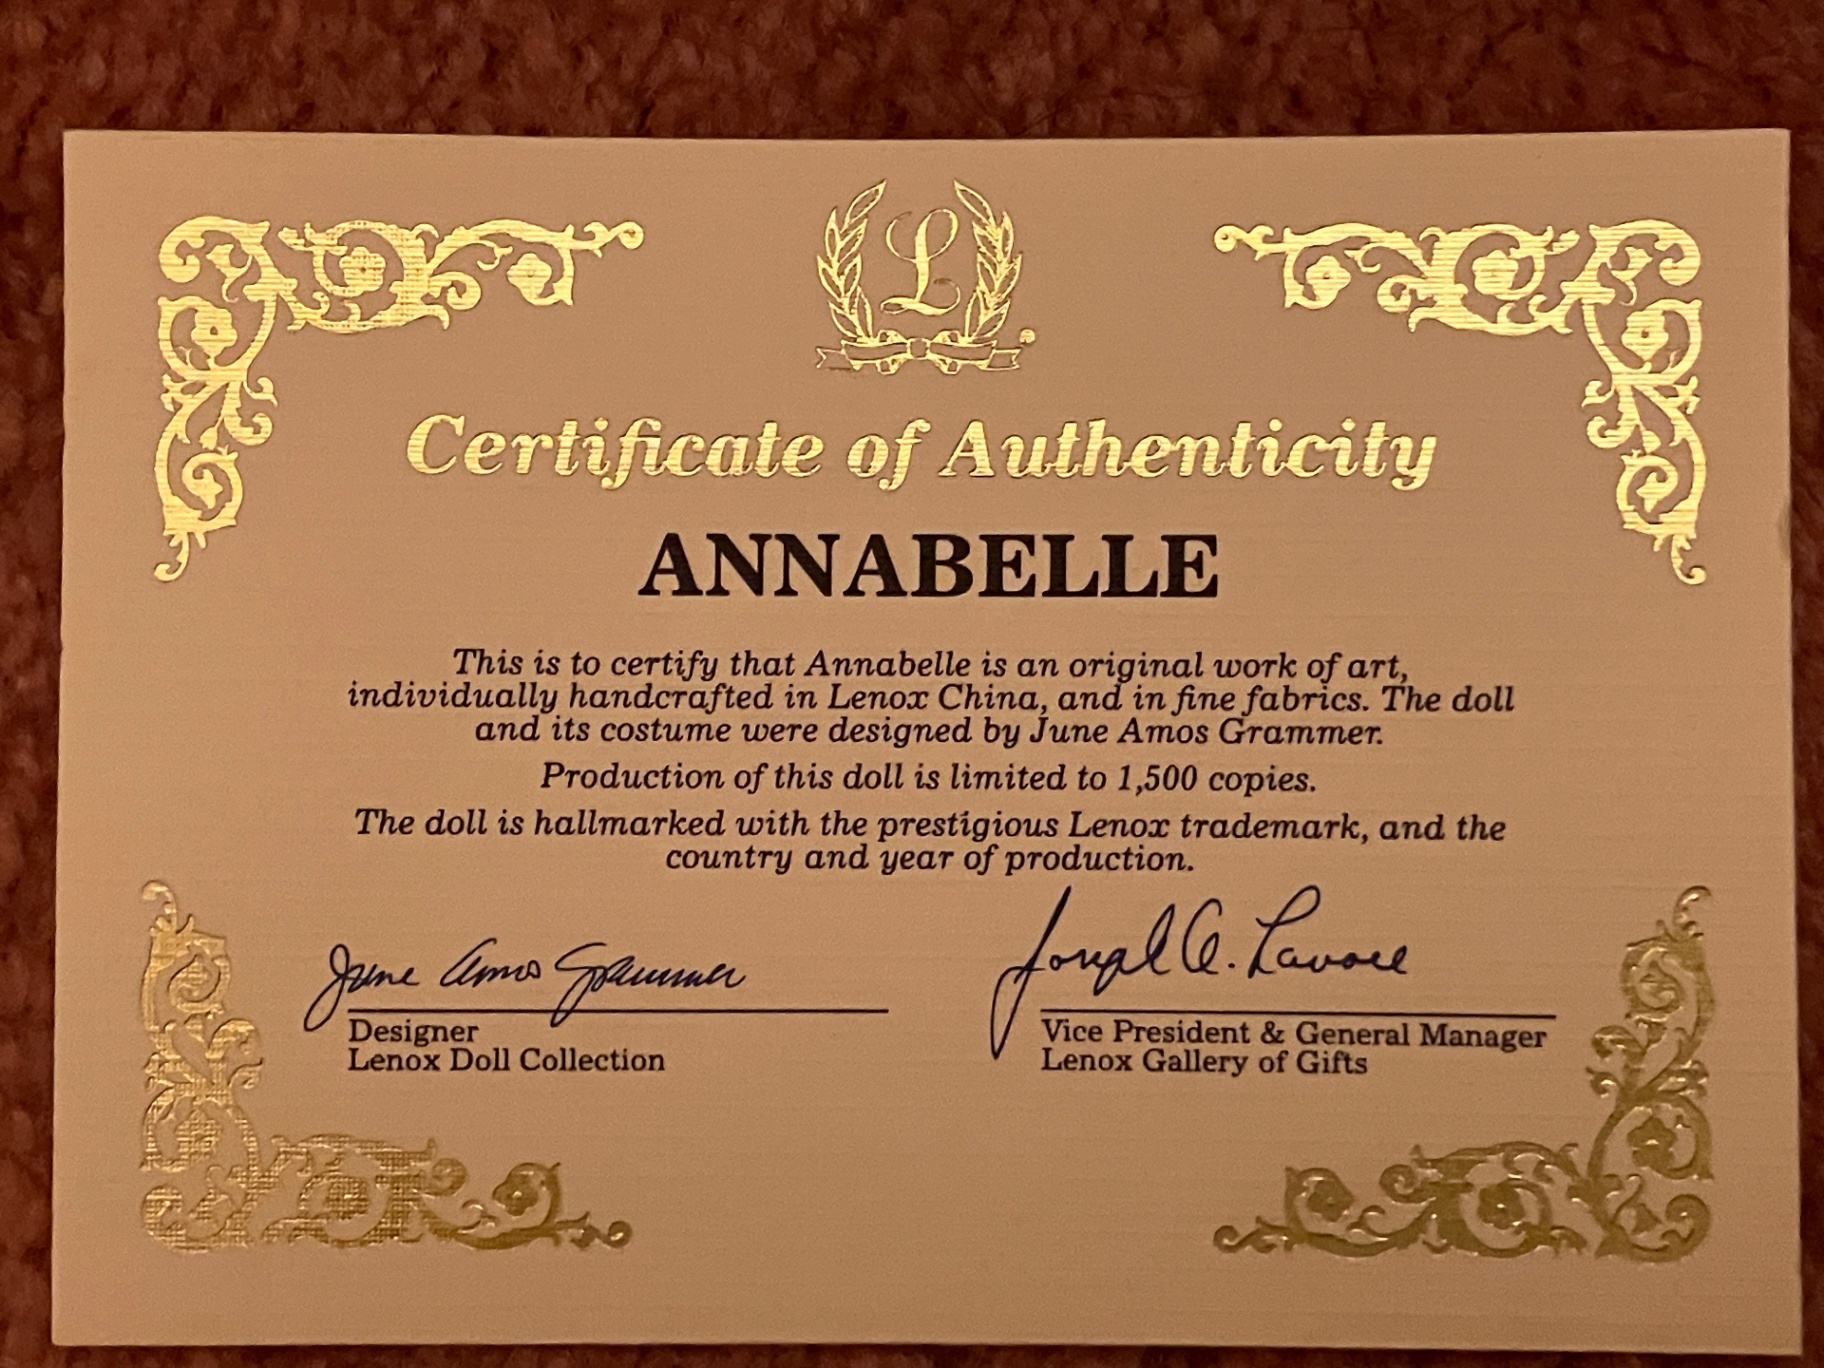 L
Certificate of Authenticity
ANNABELLE
This is to certify that Annabelle is an original work of art,
individually handcrafted in Lenox China, and in fine fabrics. The doll
and its costume were designed by June Amos Grammer.
Production of this doll is limited to 1,500 copies.
The doll is hallmarked with the prestigious Lenox trademark, and the
country and year of production.
June Amos Grammer
Designer
Lenox Doll Collection
Joseph A.
Vice President & General Manager
Lenox Gallery of Gifts